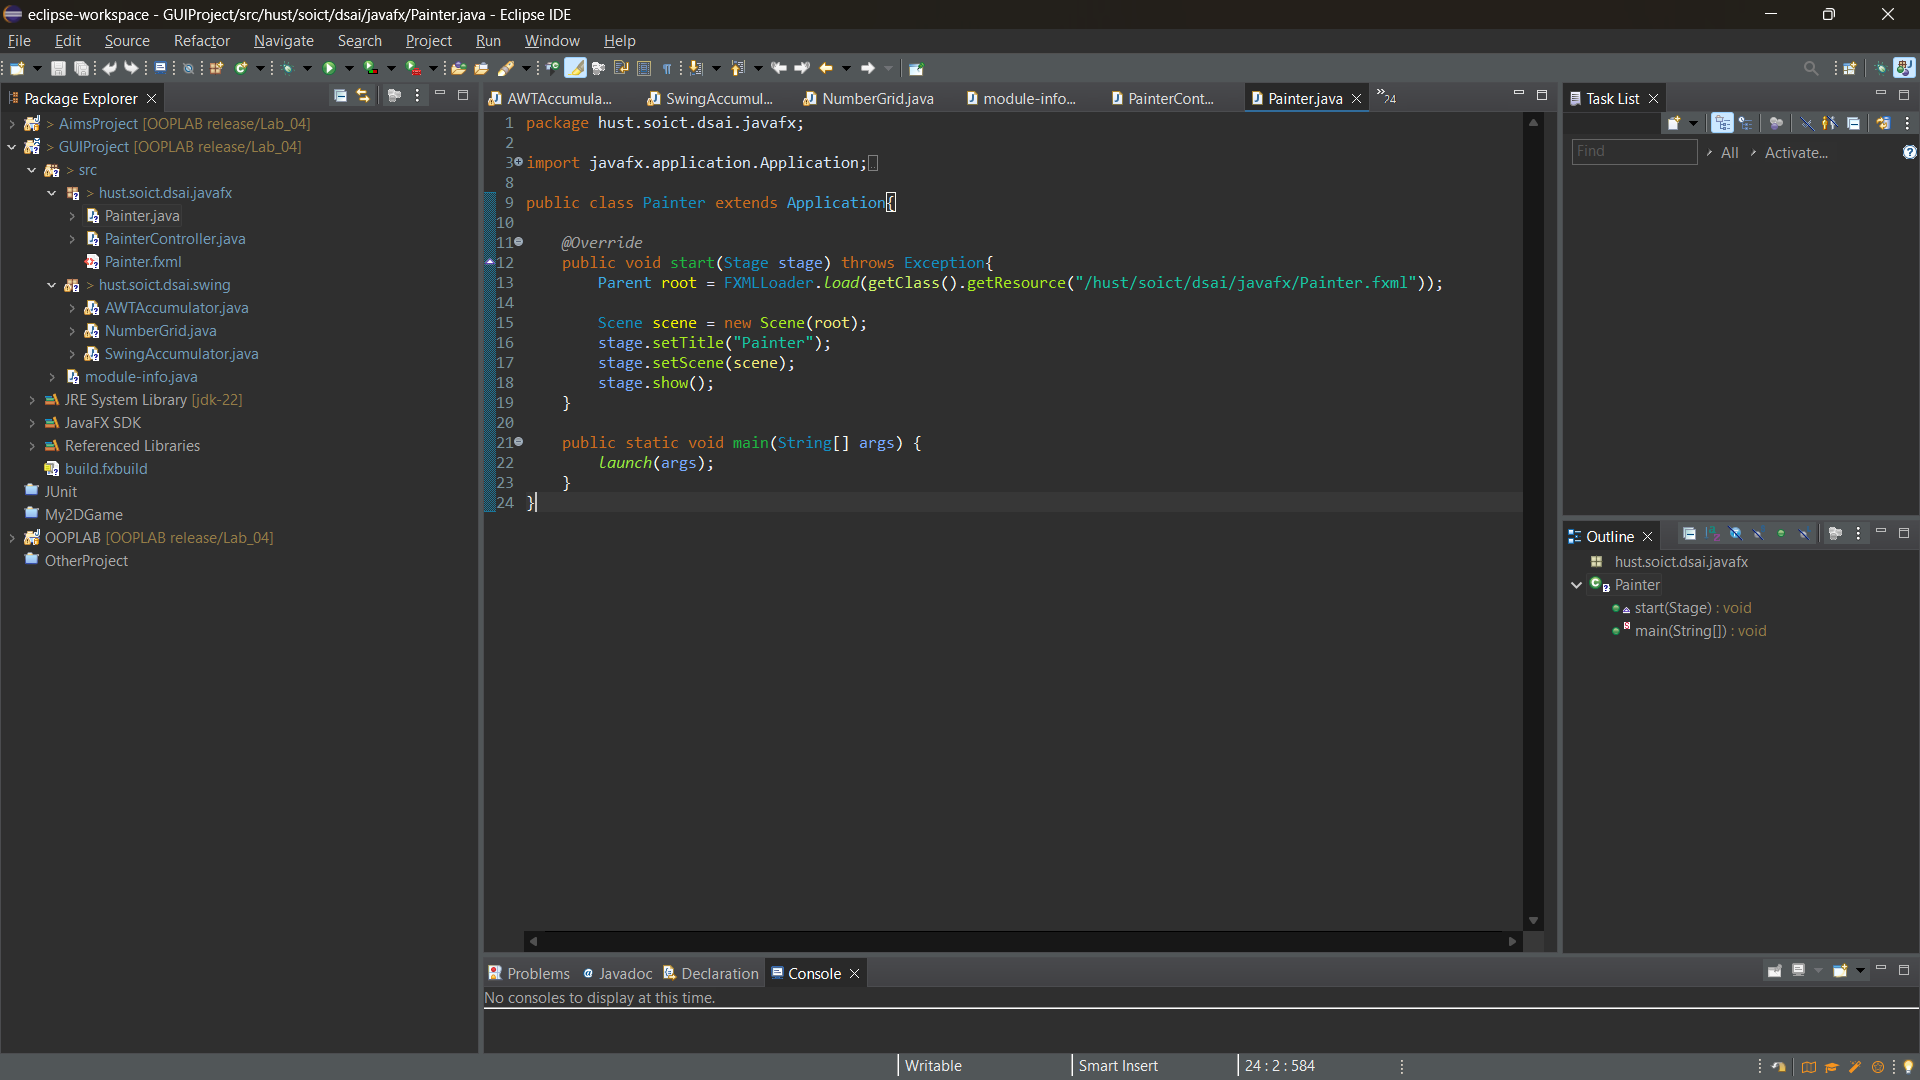 eclipse-workspace - GUIProject/src/hust/soict/dsai/javafx/Painter.java - Eclipse IDE
File Edit Source Refactor Navigate Search Project Run Window Help
Package Explorer
> AimsProject [OOPLAB release/Lab_04]
> GUIProject [OOPLAB release/Lab_04]
> src
> hust.soict.dsai.javafx
Painter.java
PainterController.java
Painter.fxml
> hust.soict.dsai.swing
AWTAccumulator.java
NumberGrid.java
SwingAccumulator.java
module-info.java
JRE System Library [jdk-22]
JavaFX SDK
Referenced Libraries
build.fxbuild
JUnit
My2DGame
OOPLAB [OOPLAB release/Lab_04]
OtherProject
AWTAccumula... SwingAccumul... NumberGrid.java module-info... PainterCont... Painter.java »24
1 package hust.soict.dsai.javafx;
2
3 import javafx.application.Application;
8
9 public class Painter extends Application{
10
11 @Override
12 public void start(Stage stage) throws Exception{
13 Parent root = FXMLLoader.load(getClass().getResource("/hust/soict/dsai/javafx/Painter.fxml"));
14
15 Scene scene = new Scene(root);
16 stage.setTitle("Painter");
17 stage.setScene(scene);
18 stage.show();
19 }
20
21 public static void main(String[] args) {
22 launch(args);
23 }
24 }
Task List
Find All Activate...
Outline
hust.soict.dsai.javafx
Painter
start(Stage) : void
main(String[]) : void
Problems Javadoc Declaration Console
No consoles to display at this time.
Writable Smart Insert 24 : 2 : 584